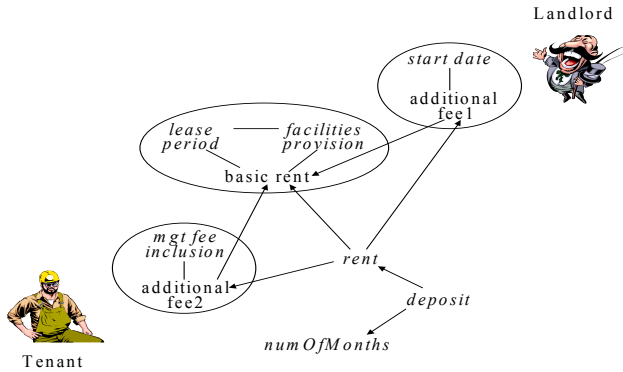 Landlord
start date
additional
fee1
lease facilities
period provision
basic rent
mgt fee
inclusion
rent
additional
fee2
deposit
numOfMonths
Tenant